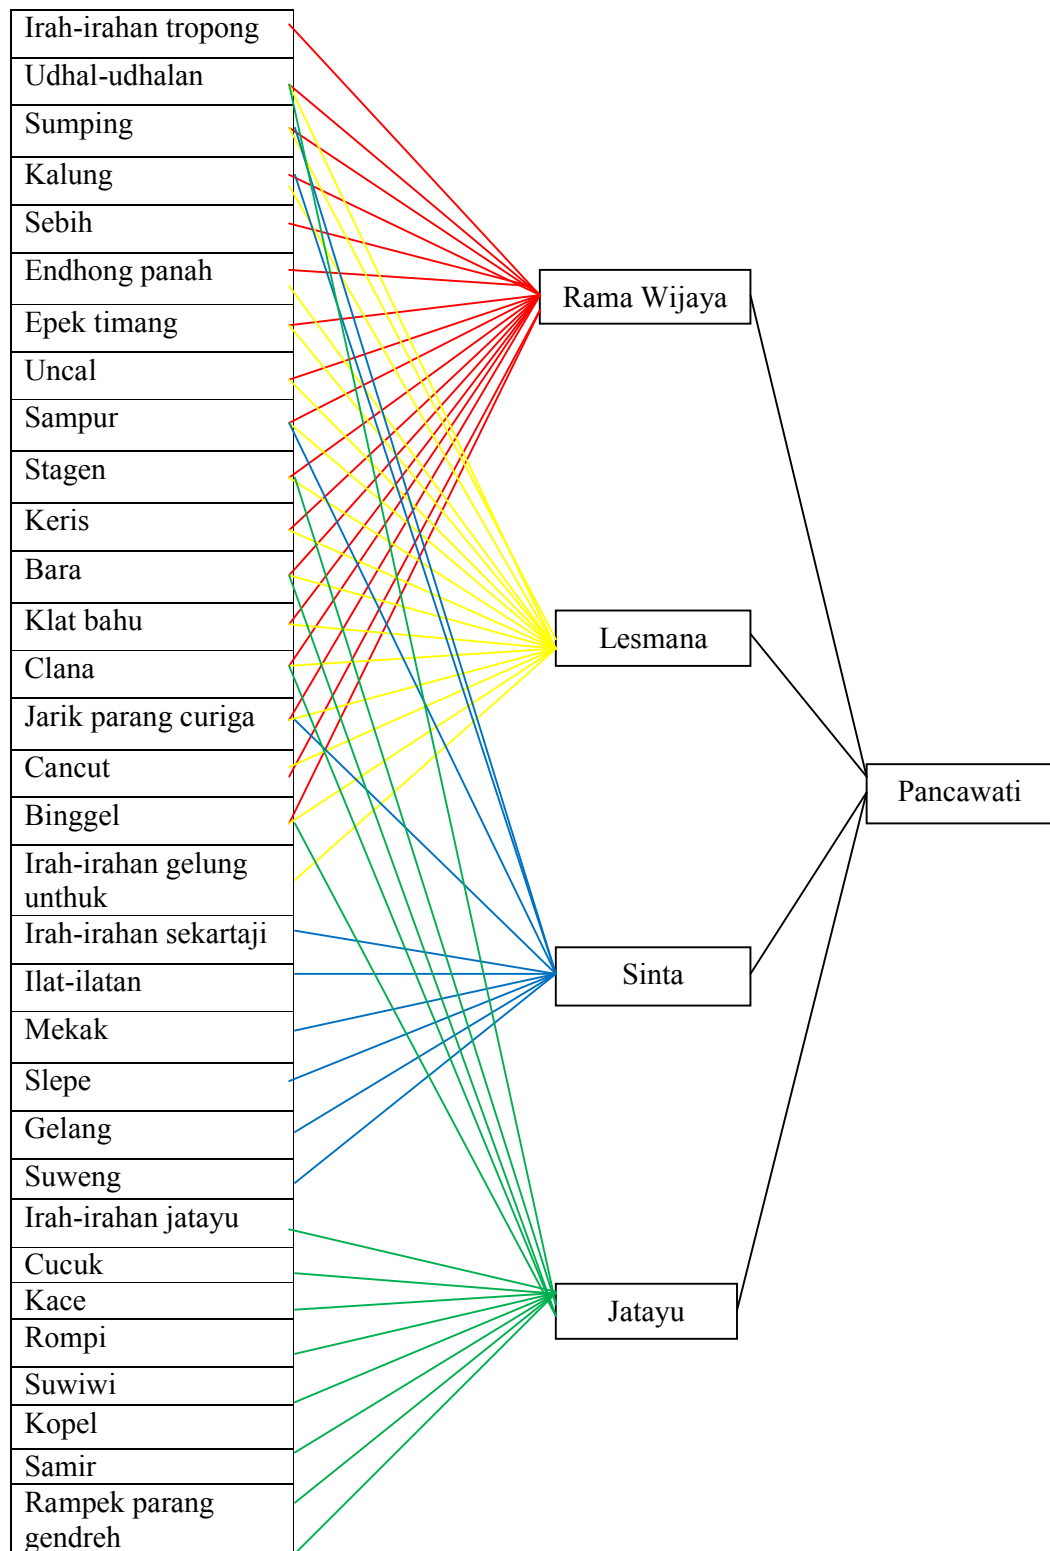 Irah-irahan tropong
Udhal-udhalan
Sumping
Kalung
Sebih
Endhong panah
Epek timang
Uncal
Sampur
Stagen
Keris
Bara
Klat bahu
Clana
Jarik parang curiga
Cancut
Binggel
Irah-irahan gelung
unthuk
Irah-irahan sekartaji
Ilat-ilatan
Mekak
Slepe
Gelang
Suweng
Irah-irahan jatayu
Cucuk
Kace
Rompi
Suwiwi
Kopel
Samir
Rampek parang
gendreh
Rama Wijaya
Lesmana
Sinta
Jatayu
Pancawati